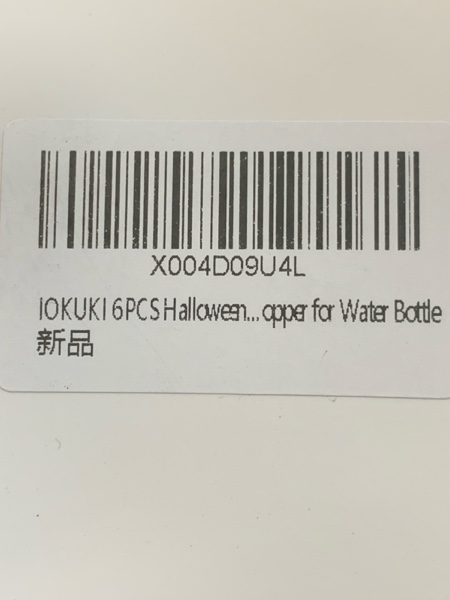 X004D09U4L
IOKUKI 6PCS Halloween... opper for Water Bottle
新品